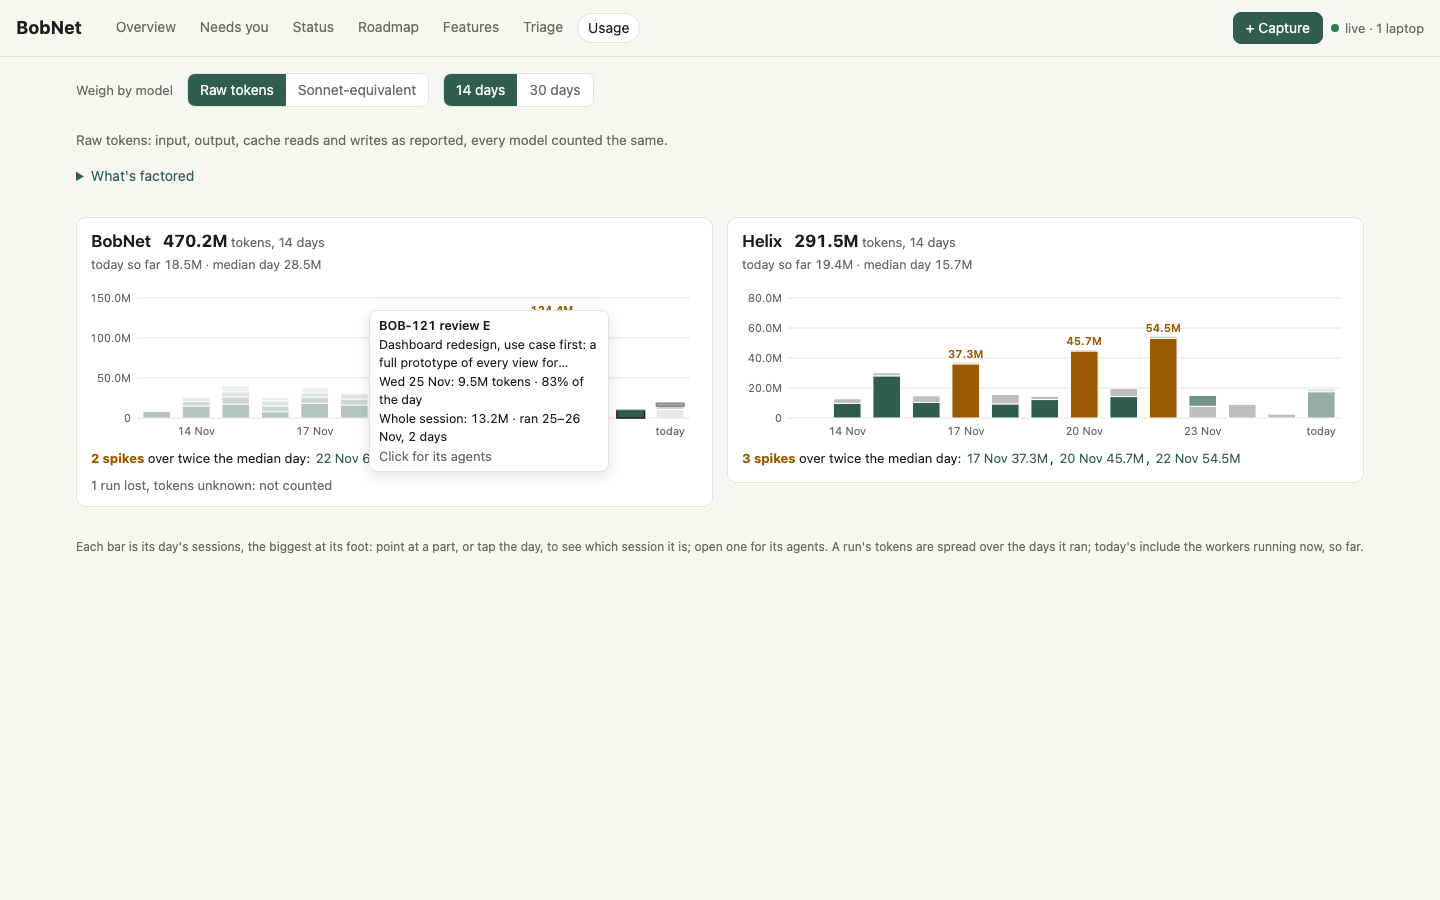 BobNet Overview Needs you Status Roadmap Features Triage Usage + Capture live · 1 laptop
Weigh by model Raw tokens Sonnet-equivalent 14 days 30 days
Raw tokens: input, output, cache reads and writes as reported, every model counted the same.
What's factored
BobNet 470.2M tokens, 14 days
today so far 18.5M · median day 28.5M
150.0M
100.0M
50.0M
0
14 Nov 17 Nov today
BOB-121 review E
Dashboard redesign, use case first: a
full prototype of every view for…
Wed 25 Nov: 9.5M tokens · 83% of
the day
Whole session: 13.2M · ran 25–26
Nov, 2 days
Click for its agents
2 spikes over twice the median day: 22 Nov
1 run lost, tokens unknown: not counted
Helix 291.5M tokens, 14 days
today so far 19.4M · median day 15.7M
80.0M
60.0M
40.0M
20.0M
0
37.3M
45.7M
54.5M
14 Nov 17 Nov 20 Nov 23 Nov today
3 spikes over twice the median day: 17 Nov 37.3M, 20 Nov 45.7M, 22 Nov 54.5M
Each bar is its day's sessions, the biggest at its foot: point at a part, or tap the day, to see which session it is; open one for its agents. A run's tokens are spread over the days it ran; today's include the workers running now, so far.